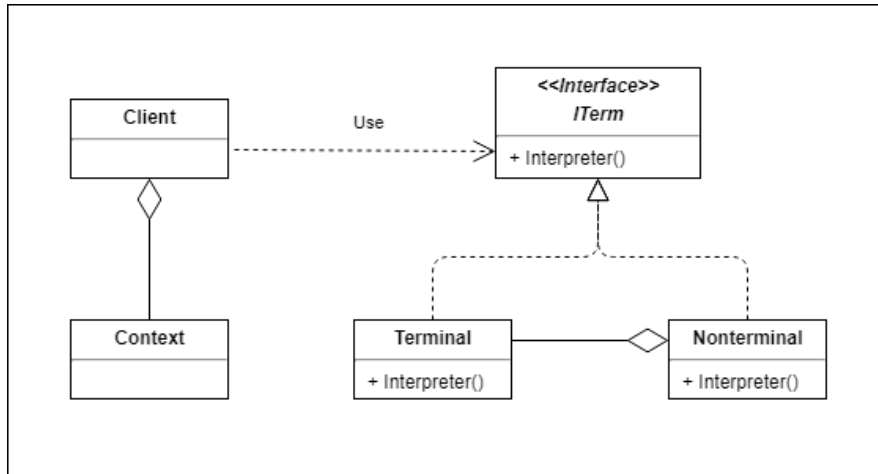 Client
Use
<<Interface>>
ITerm
+ Interpreter()
Context
Terminal
+ Interpreter()
Nonterminal
+ Interpreter()